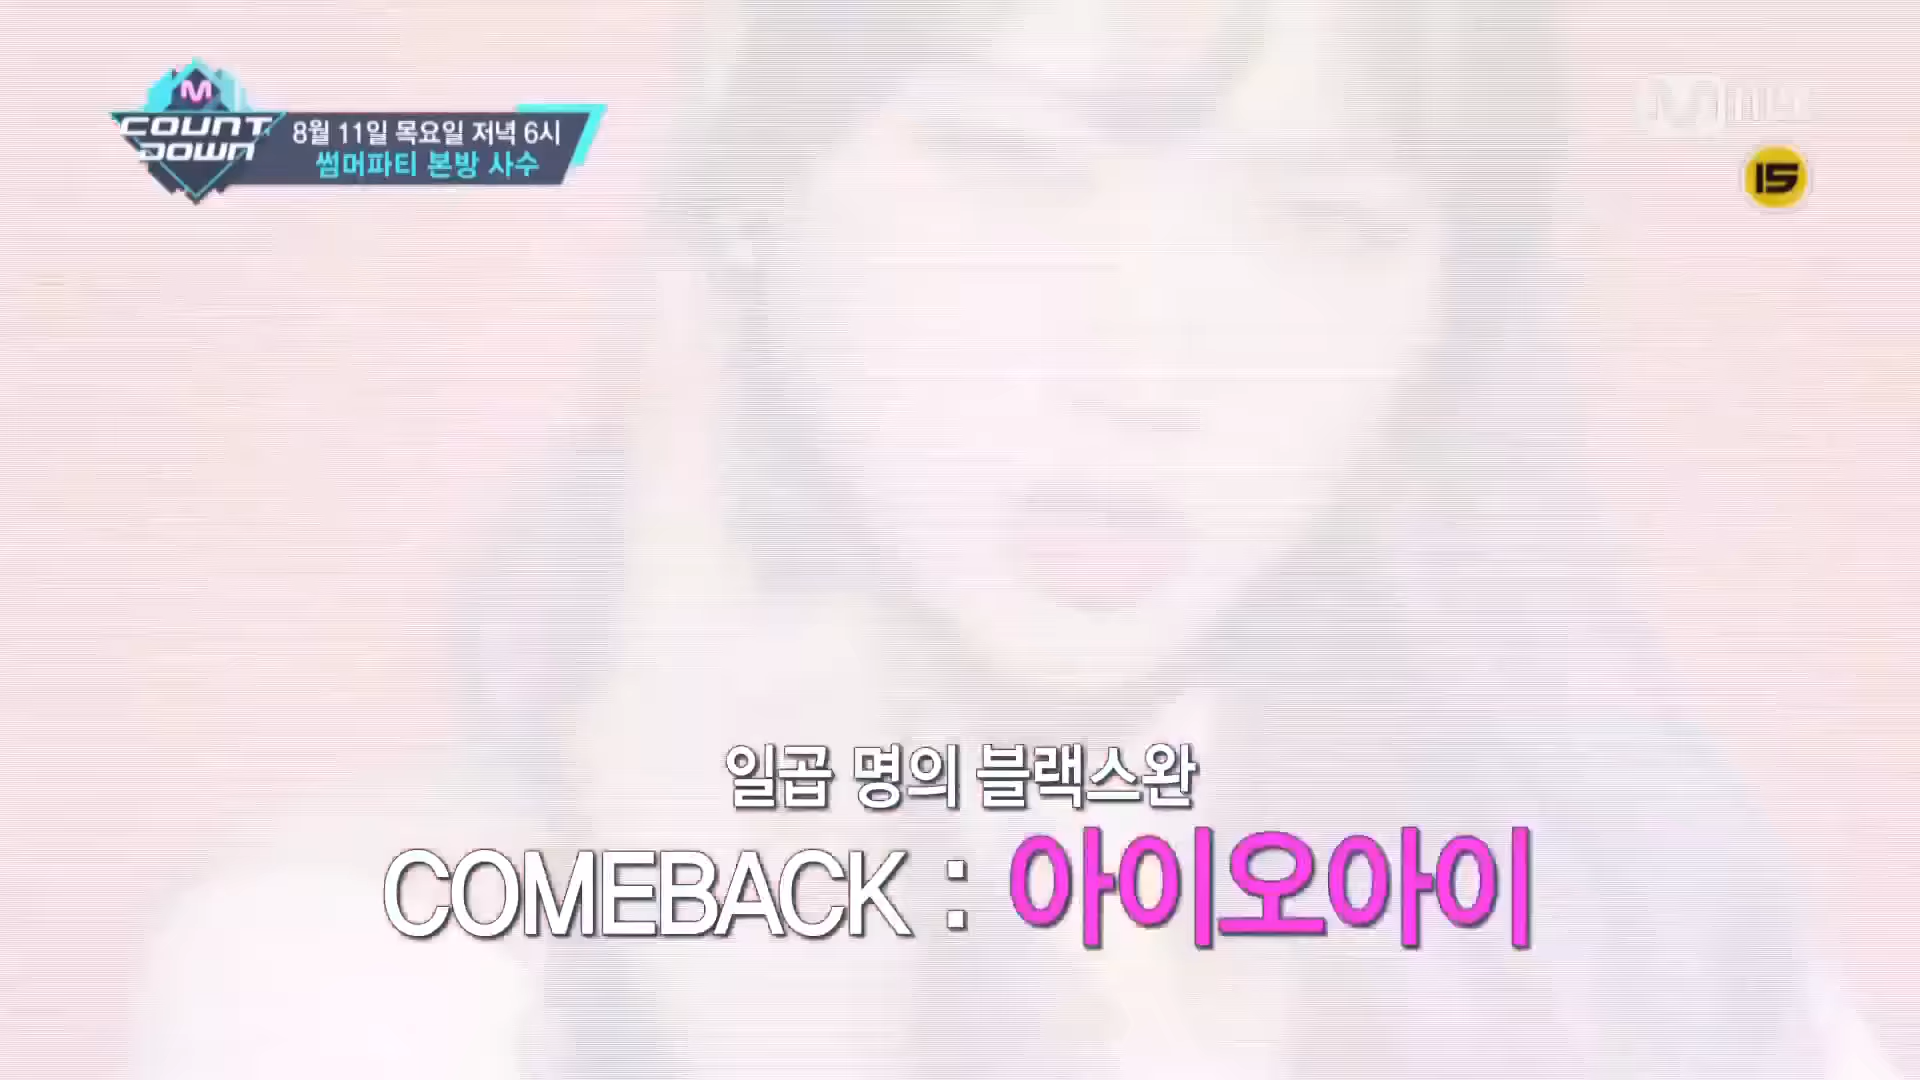 M
COUNT
DOWN
8월 11일 목요일 저녁 6시
썸머파티 본방 사수
M net
15
일곱 명의 블랙스완
COMEBACK : 아이오아이